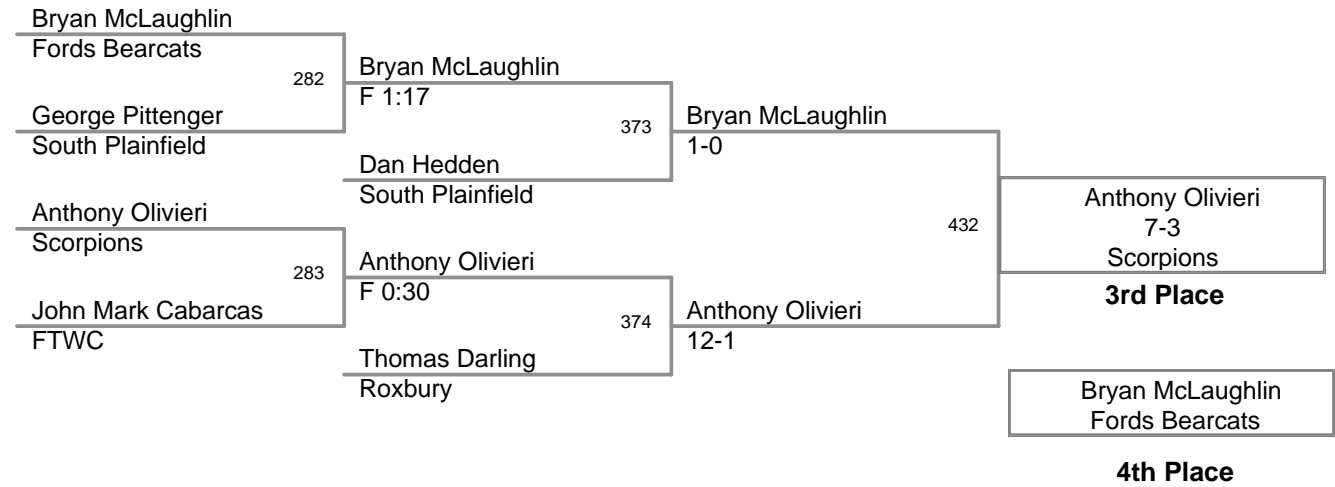 Bryan McLaughlin
Fords Bearcats
282
George Pittenger
South Plainfield
Anthony Olivieri
Scorpions
283
John Mark Cabarcas
FTWC
Bryan McLaughlin
F 1:17
373
Dan Hedden
South Plainfield
Anthony Olivieri
F 0:30
374
Thomas Darling
Roxbury
Bryan McLaughlin
1-0
432
Anthony Olivieri
12-1
Anthony Olivieri
7-3
Scorpions
3rd Place
Bryan McLaughlin
Fords Bearcats
4th Place